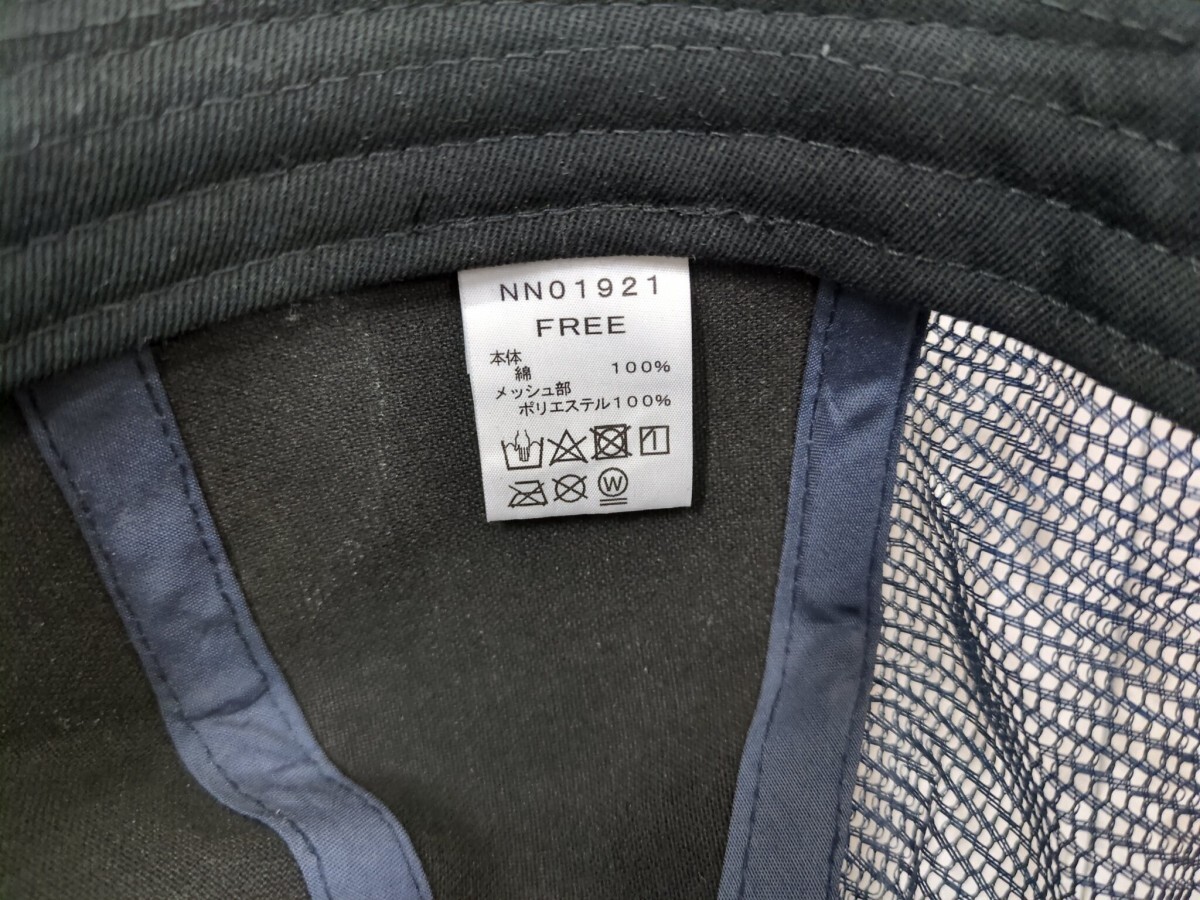 NN01921
FREE
本体
綿 100%
メッシュ部
ポリエステル100%
W